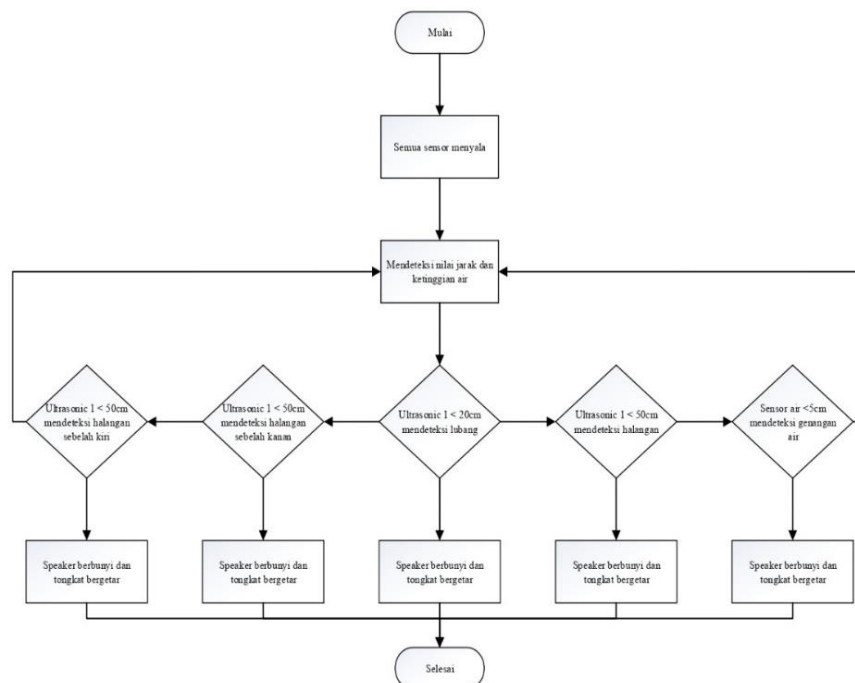 Mulai
Semua sensor menyala
Mendeteksi nilai jarak dan
ketinggian air
Ultrasonic 1 < 50cm
mendeteksi halangan
sebelah kiri
Ultrasonic 1 < 50cm
mendeteksi halangan
sebelah kanan
Ultrasonic 1 < 20cm
mendeteksi lubang
Ultrasonic 1 < 50cm
mendeteksi halangan
Sensor air <5cm
mendeteksi genangan
air
Speaker berbunyi dan
tongkat bergetar
Speaker berbunyi dan
tongkat bergetar
Speaker berbunyi dan
tongkat bergetar
Speaker berbunyi dan
tongkat bergetar
Speaker berbunyi dan
tongkat bergetar
Selesai